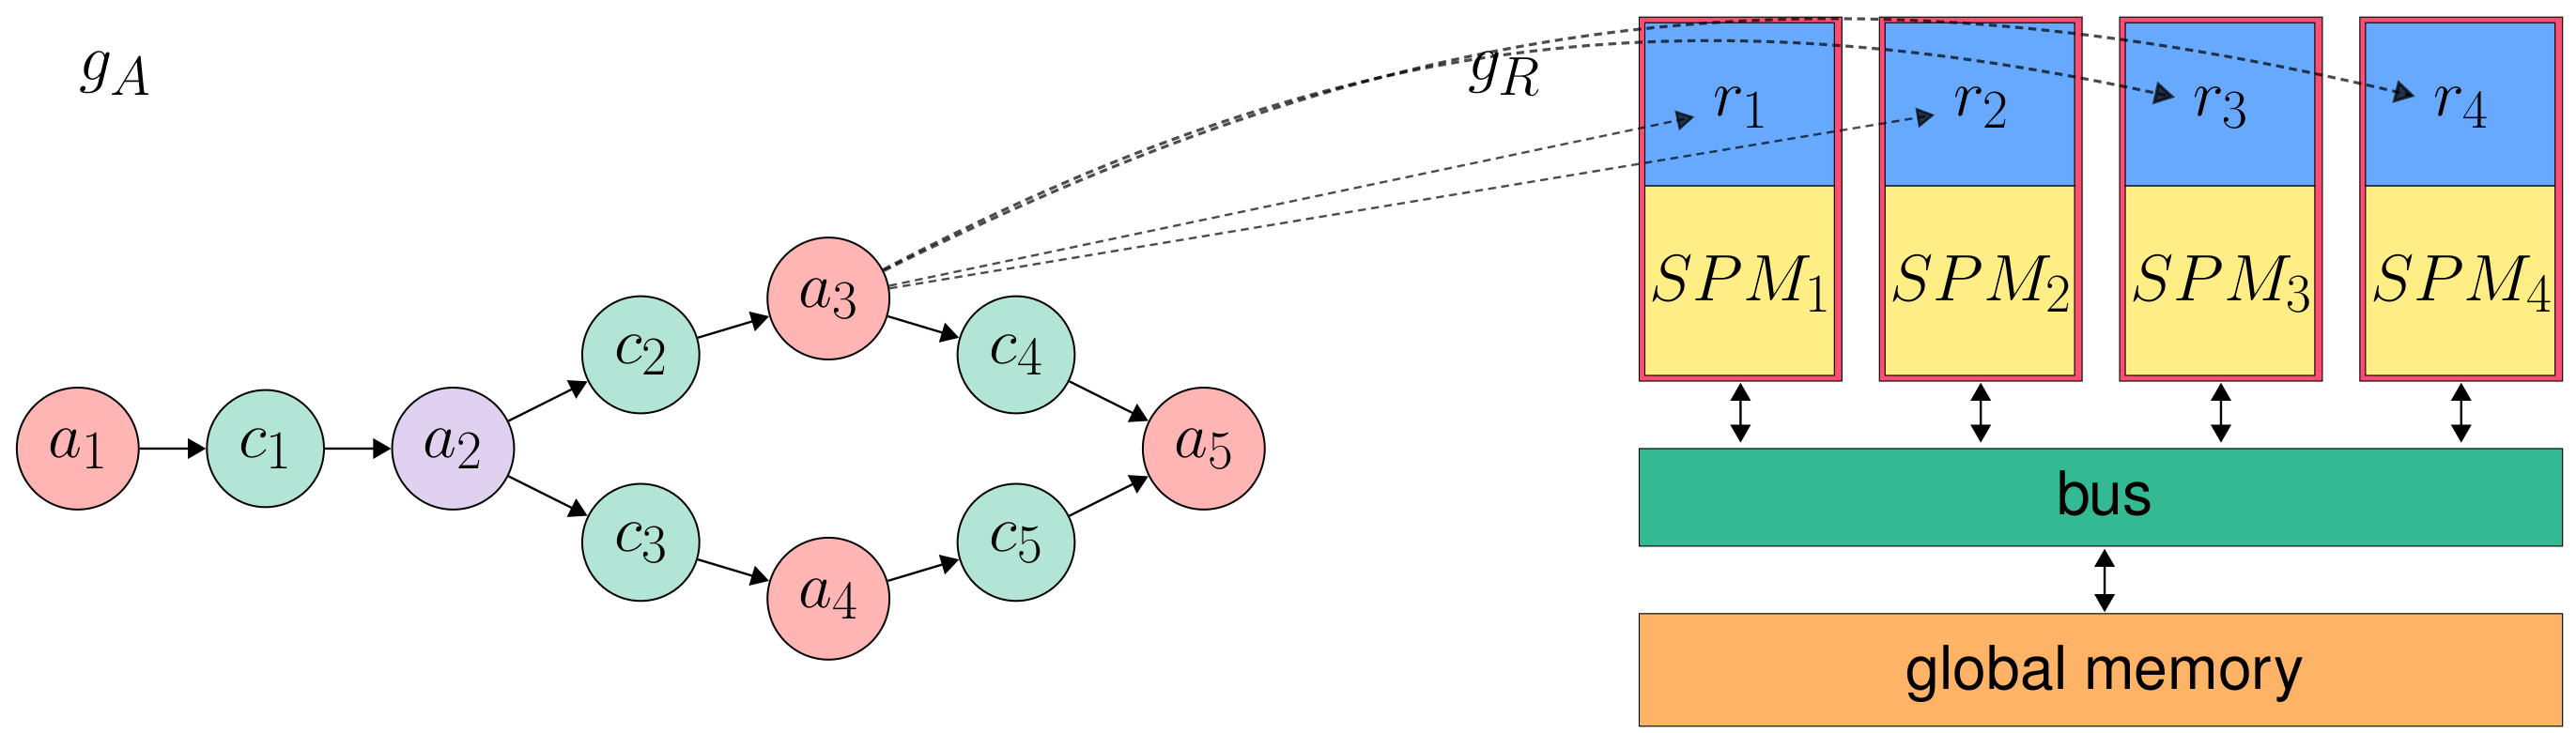 g_A
g_R
r_1 r_2 r_3 r_4
SPM_1 SPM_2 SPM_3 SPM_4
a_3
c_2 c_4
a_1 c_1 a_2 a_5
c_3 c_5
a_4
bus
global memory